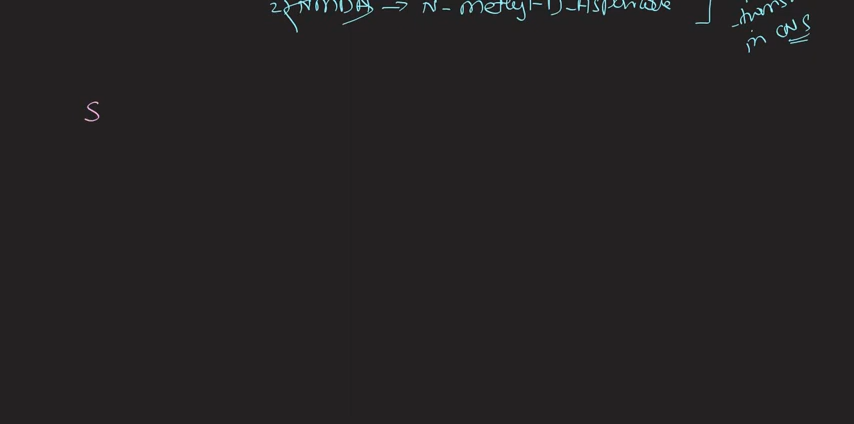 2) NMDA → N-methyl-D-Aspartate ]
in CNS
S